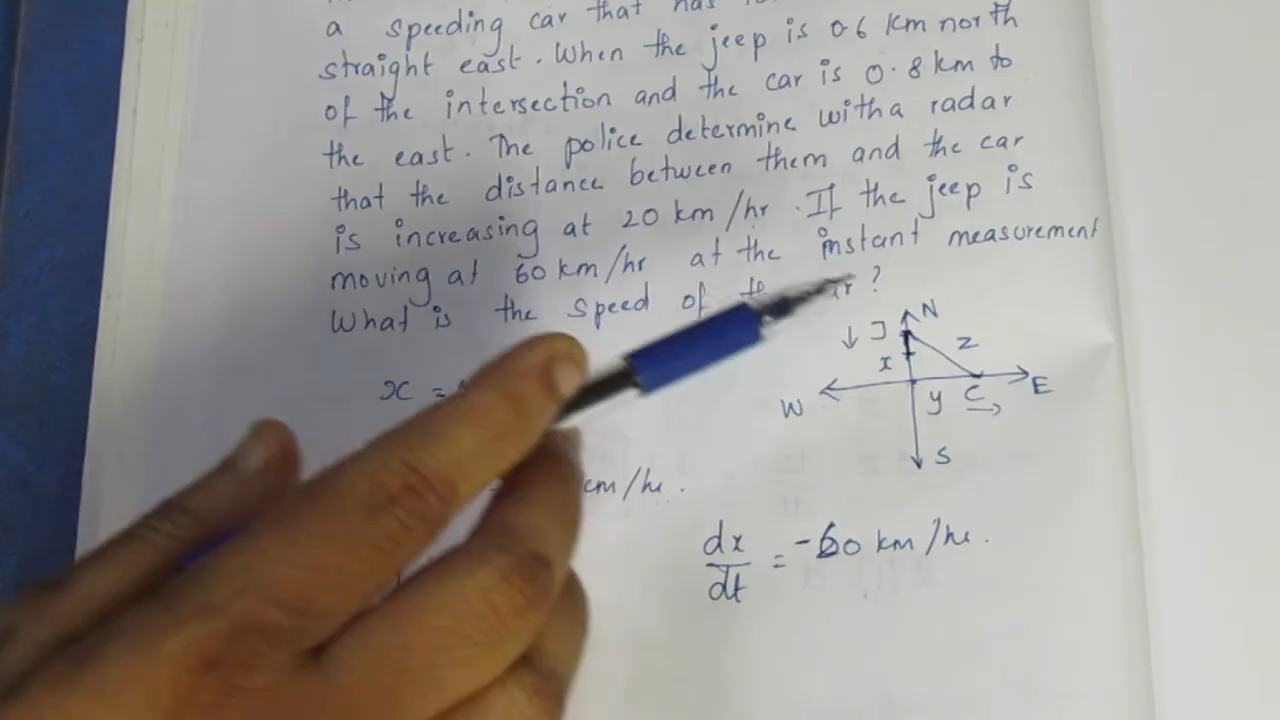 a speeding car that has
straight east. When the jeep is 0.6 km north
of the intersection and the car is 0.8 km to
the east. The police determine with a radar
that the distance between them and the car
is increasing at 20 km/hr. If the jeep is
moving at 60 km/hr at the instant measurement
What is the speed of ?
N
J
z
x
x =
W
y
C
E
S
km/hr.
dx/dt = -60 km/hr.